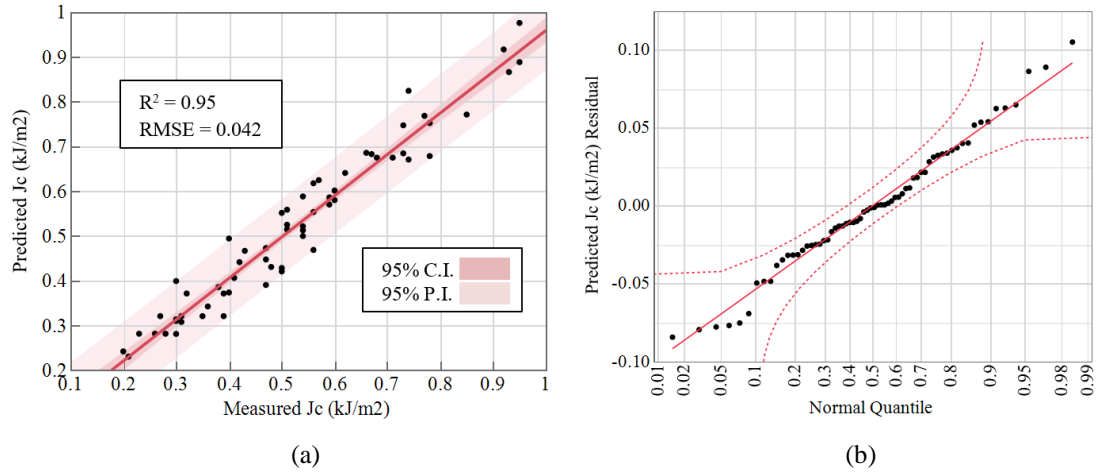 1
0.9
0.8
0.7
0.6
0.5
0.4
0.3
0.2
Predicted Jc (kJ/m2)
R² = 0.95
RMSE = 0.042
95% C.I.
95% P.I.
0.1 0.2 0.3 0.4 0.5 0.6 0.7 0.8 0.9 1
Measured Jc (kJ/m2)
(a)
0.10
0.05
0.00
-0.05
-0.10
Predicted Jc (kJ/m2) Residual
0.01 0.02 0.05 0.1 0.2 0.3 0.4 0.5 0.6 0.7 0.8 0.9 0.95 0.98 0.99
Normal Quantile
(b)